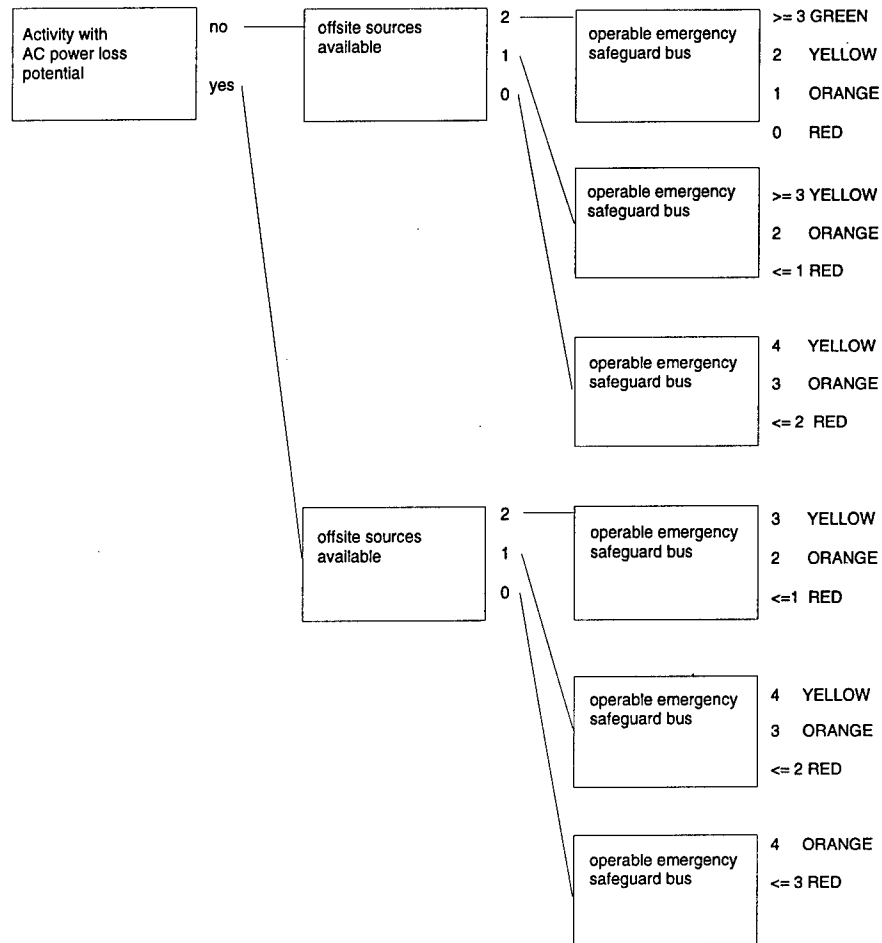 Activity with
AC power loss
potential
no
yes
offsite sources
available
2
1
0
operable emergency
safeguard bus
>= 3 GREEN
2 YELLOW
1 ORANGE
0 RED
operable emergency
safeguard bus
>= 3 YELLOW
2 ORANGE
<= 1 RED
operable emergency
safeguard bus
4 YELLOW
3 ORANGE
<= 2 RED
offsite sources
available
2
1
0
operable emergency
safeguard bus
3 YELLOW
2 ORANGE
<=1 RED
operable emergency
safeguard bus
4 YELLOW
3 ORANGE
<= 2 RED
operable emergency
safeguard bus
4 ORANGE
<= 3 RED